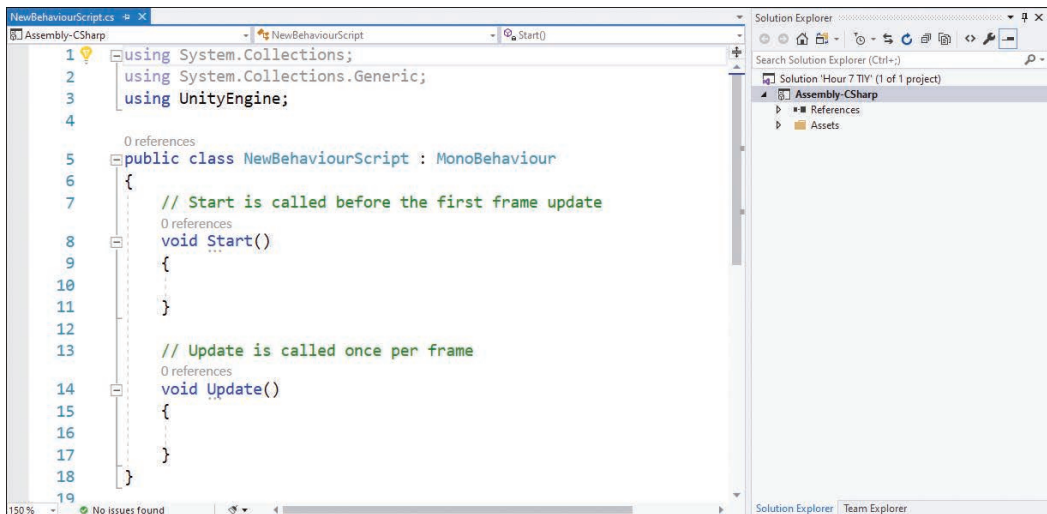 NewBehaviourScript.cs
Assembly-CSharp
NewBehaviourScript
Start()
1 using System.Collections;
2 using System.Collections.Generic;
3 using UnityEngine;
4
0 references
5 public class NewBehaviourScript : MonoBehaviour
6 {
7 // Start is called before the first frame update
0 references
8 void Start()
9 {
10
11 }
12
13 // Update is called once per frame
0 references
14 void Update()
15 {
16
17 }
18 }
19
150 %
No issues found
Solution Explorer
Search Solution Explorer (Ctrl+;)
Solution 'Hour 7 TIY' (1 of 1 project)
Assembly-CSharp
References
Assets
Solution Explorer
Team Explorer